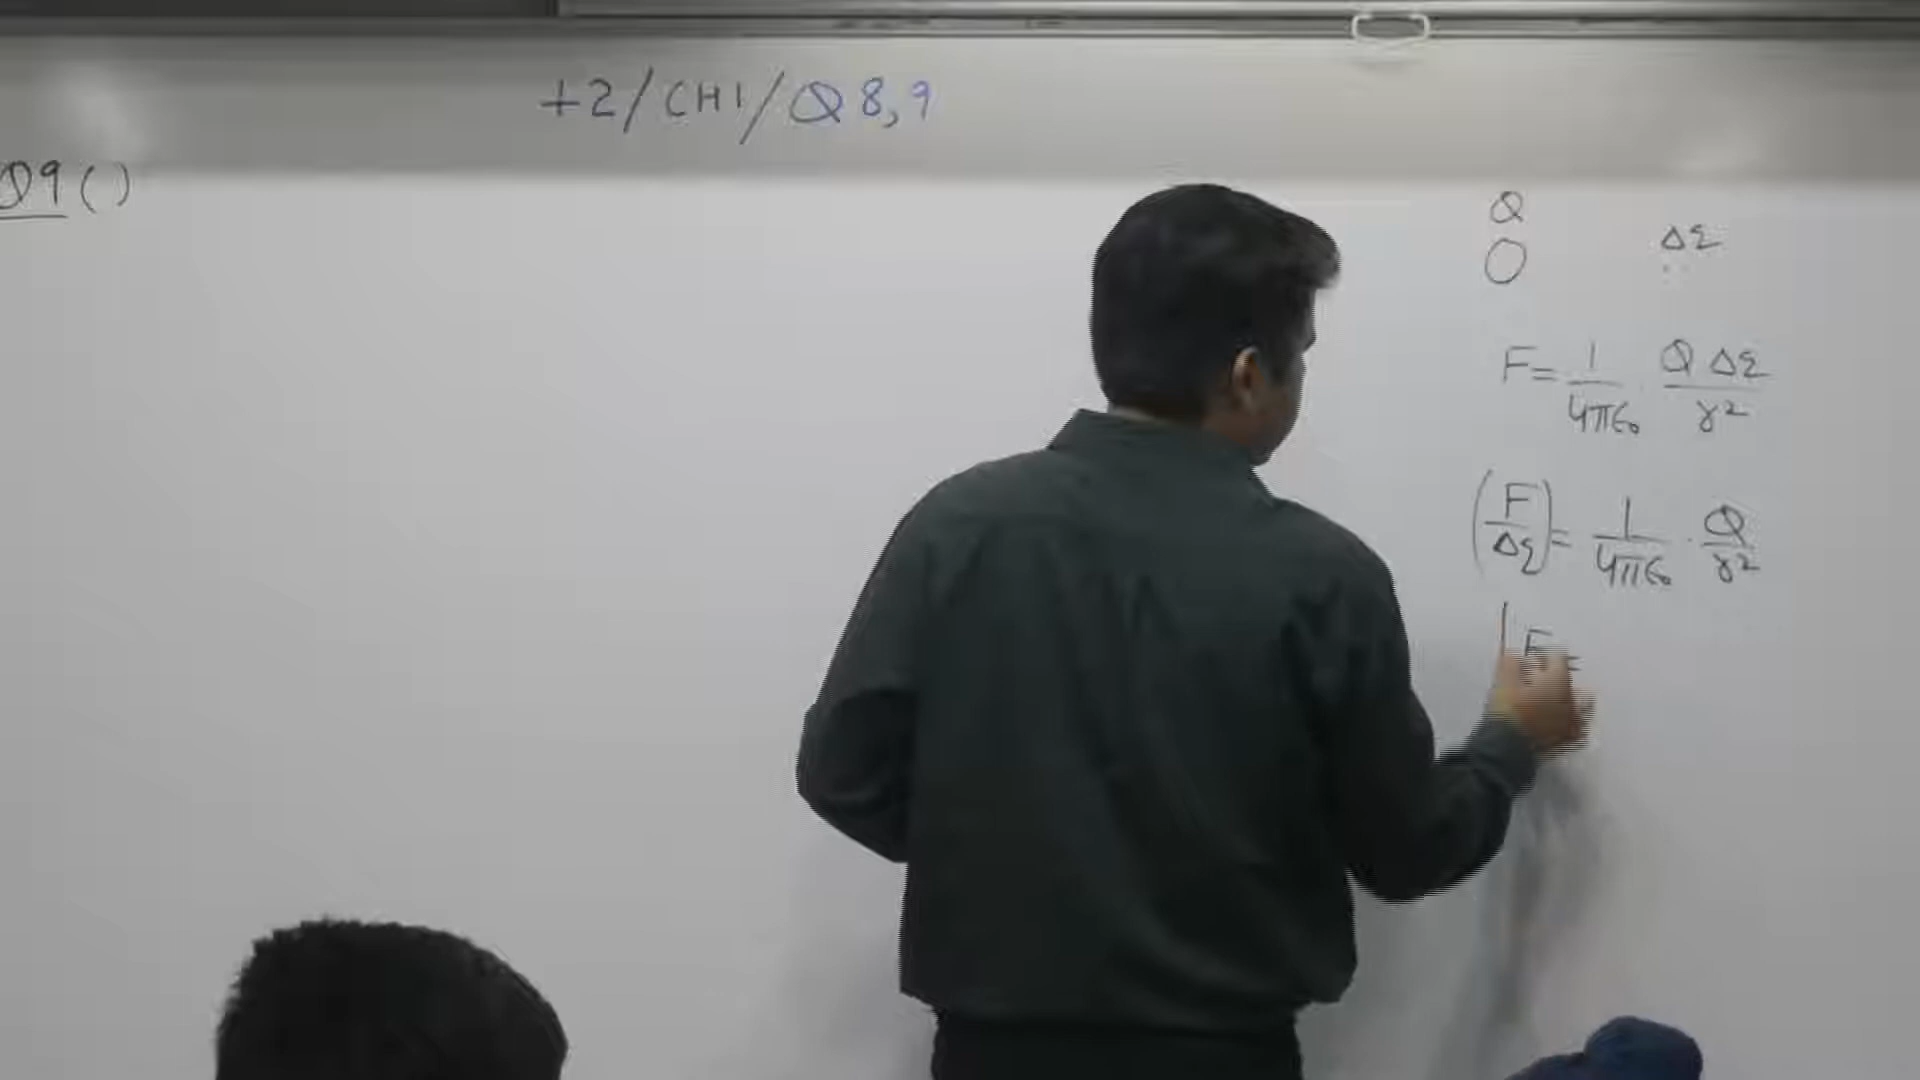 +2/CH1/Q 8,9
Q9()
Q
Δq
F = 1/4πε₀ · Q Δq/r²
(F/Δq) = 1/4πε₀ · Q/r²